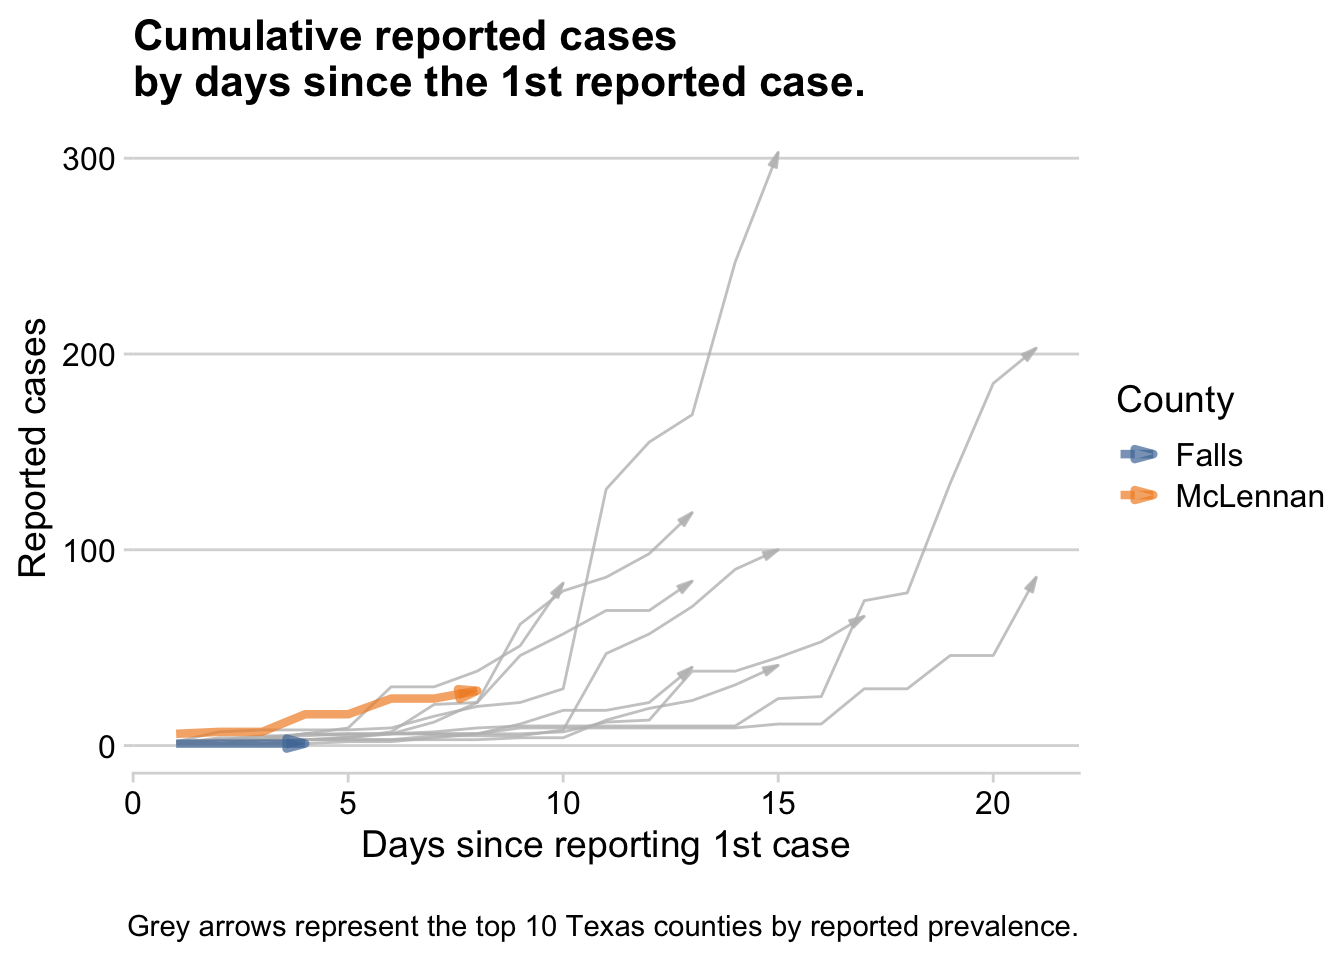 Cumulative reported cases
by days since the 1st reported case.
300
200
100
0
Reported cases
0 5 10 15 20
Days since reporting 1st case
County
Falls
McLennan
Grey arrows represent the top 10 Texas counties by reported prevalence.